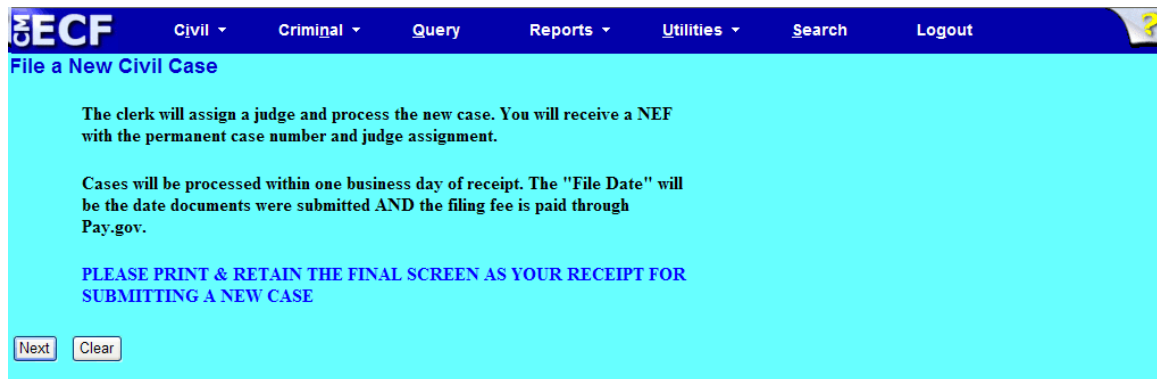 CM ECF Civil Criminal Query Reports Utilities Search Logout ?
File a New Civil Case
The clerk will assign a judge and process the new case. You will receive a NEF
with the permanent case number and judge assignment.
Cases will be processed within one business day of receipt. The "File Date" will
be the date documents were submitted AND the filing fee is paid through
Pay.gov.
PLEASE PRINT & RETAIN THE FINAL SCREEN AS YOUR RECEIPT FOR
SUBMITTING A NEW CASE
Next Clear